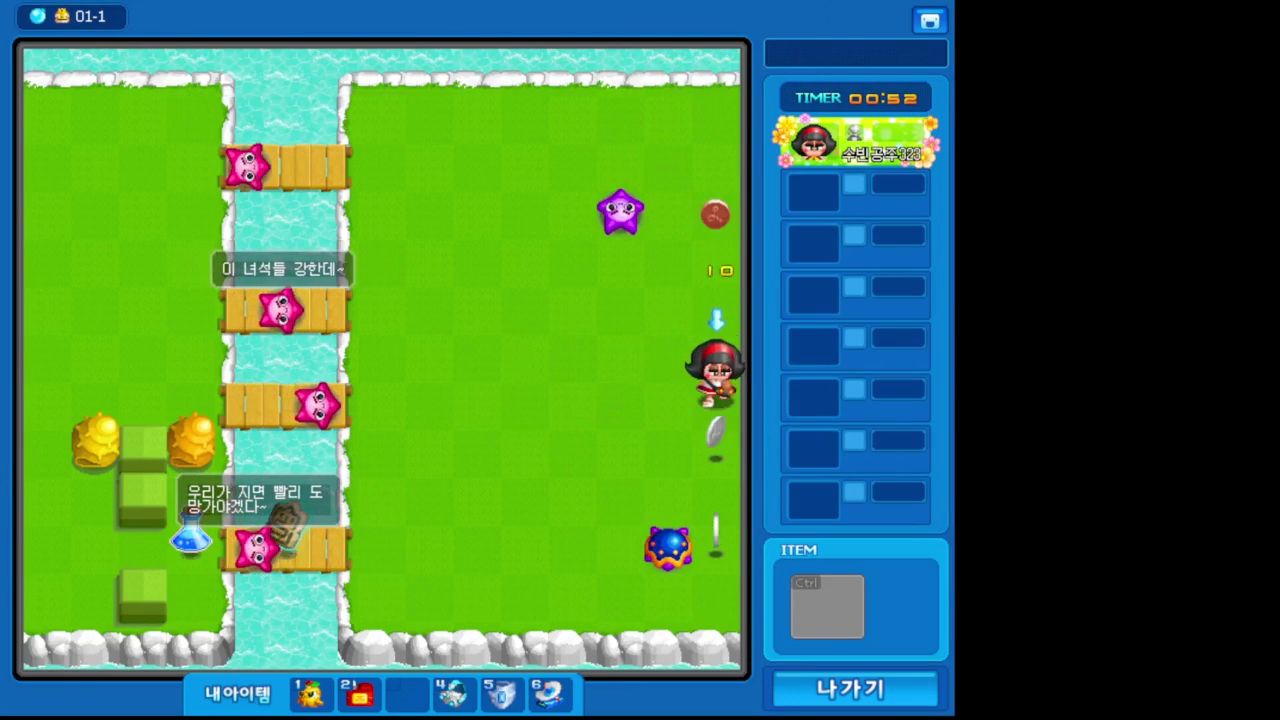 01-1
TIMER 00:52
수빈공주323
이 녀석들 강한데~
10
우리가 지면 빨리 도
망가야겠다~
ITEM
Ctrl
내아이템 1 2 4 5 6
나가기